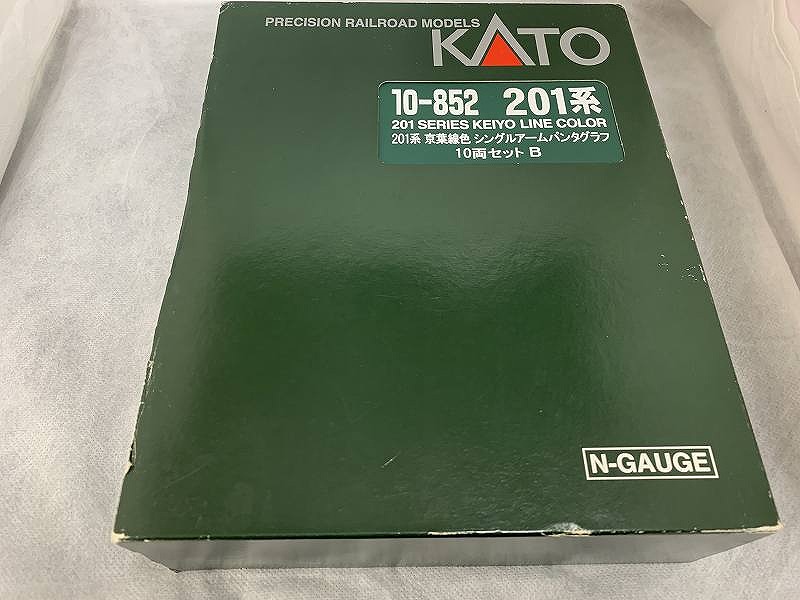 PRECISION RAILROAD MODELS
KATO
10-852 201系
201 SERIES KEIYO LINE COLOR
201系 京葉線色 シングルアームパンタグラフ
10両セット B
N-GAUGE